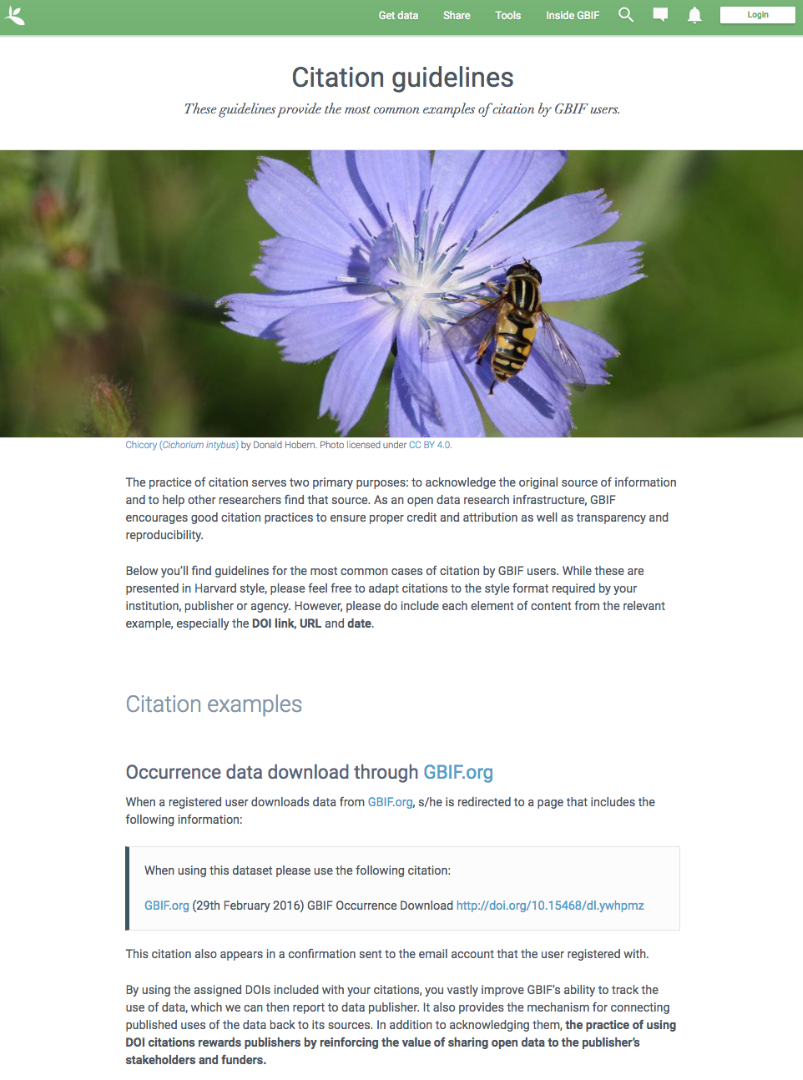 Get data Share Tools Inside GBIF Login
Citation guidelines
These guidelines provide the most common examples of citation by GBIF users.
Chicory (Cichorium intybus) by Donald Hobern. Photo licensed under CC BY 4.0.
The practice of citation serves two primary purposes: to acknowledge the original source of information
and to help other researchers find that source. As an open data research infrastructure, GBIF
encourages good citation practices to ensure proper credit and attribution as well as transparency and
reproducibility.
Below you'll find guidelines for the most common cases of citation by GBIF users. While these are
presented in Harvard style, please feel free to adapt citations to the style format required by your
institution, publisher or agency. However, please do include each element of content from the relevant
example, especially the DOI link, URL and date.
Citation examples
Occurrence data download through GBIF.org
When a registered user downloads data from GBIF.org, s/he is redirected to a page that includes the
following information:
When using this dataset please use the following citation:
GBIF.org (29th February 2016) GBIF Occurrence Download http://doi.org/10.15468/dl.ywhpmz
This citation also appears in a confirmation sent to the email account that the user registered with.
By using the assigned DOIs included with your citations, you vastly improve GBIF's ability to track the
use of data, which we can then report to data publisher. It also provides the mechanism for connecting
published uses of the data back to its sources. In addition to acknowledging them, the practice of using
DOI citations rewards publishers by reinforcing the value of sharing open data to the publisher's
stakeholders and funders.